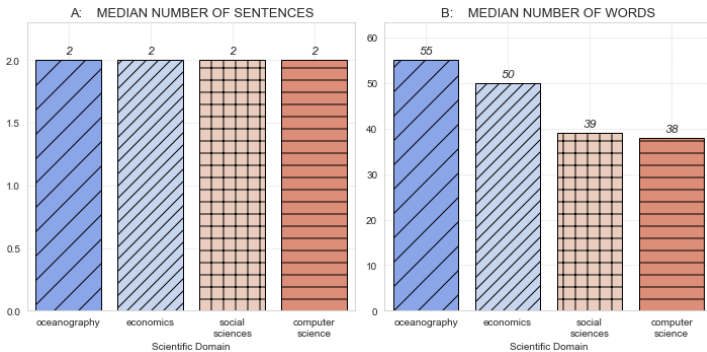 A: MEDIAN NUMBER OF SENTENCES
2 2 2 2
2.0
1.5
1.0
0.5
0.0
oceanography economics social sciences computer science
Scientific Domain
B: MEDIAN NUMBER OF WORDS
55 50 39 38
60
50
40
30
20
10
0
oceanography economics social sciences computer science
Scientific Domain